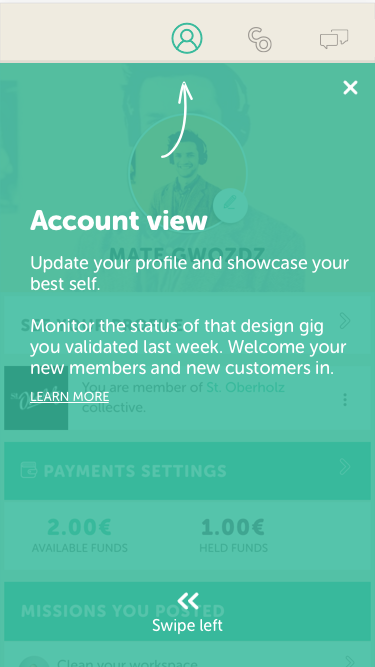 Account view
MATE GWOZDZ
Update your profile and showcase your
best self.
Monitor the status of that design gig
you validated last week. Welcome your
new members and new customers in.
LEARN MORE
You are member of St. Oberholz
collective.
PAYMENTS SETTINGS
2.00€ 1.00€
AVAILABLE FUNDS HELD FUNDS
MISSIONS YOU POSTED
Swipe left
Clean your workspace